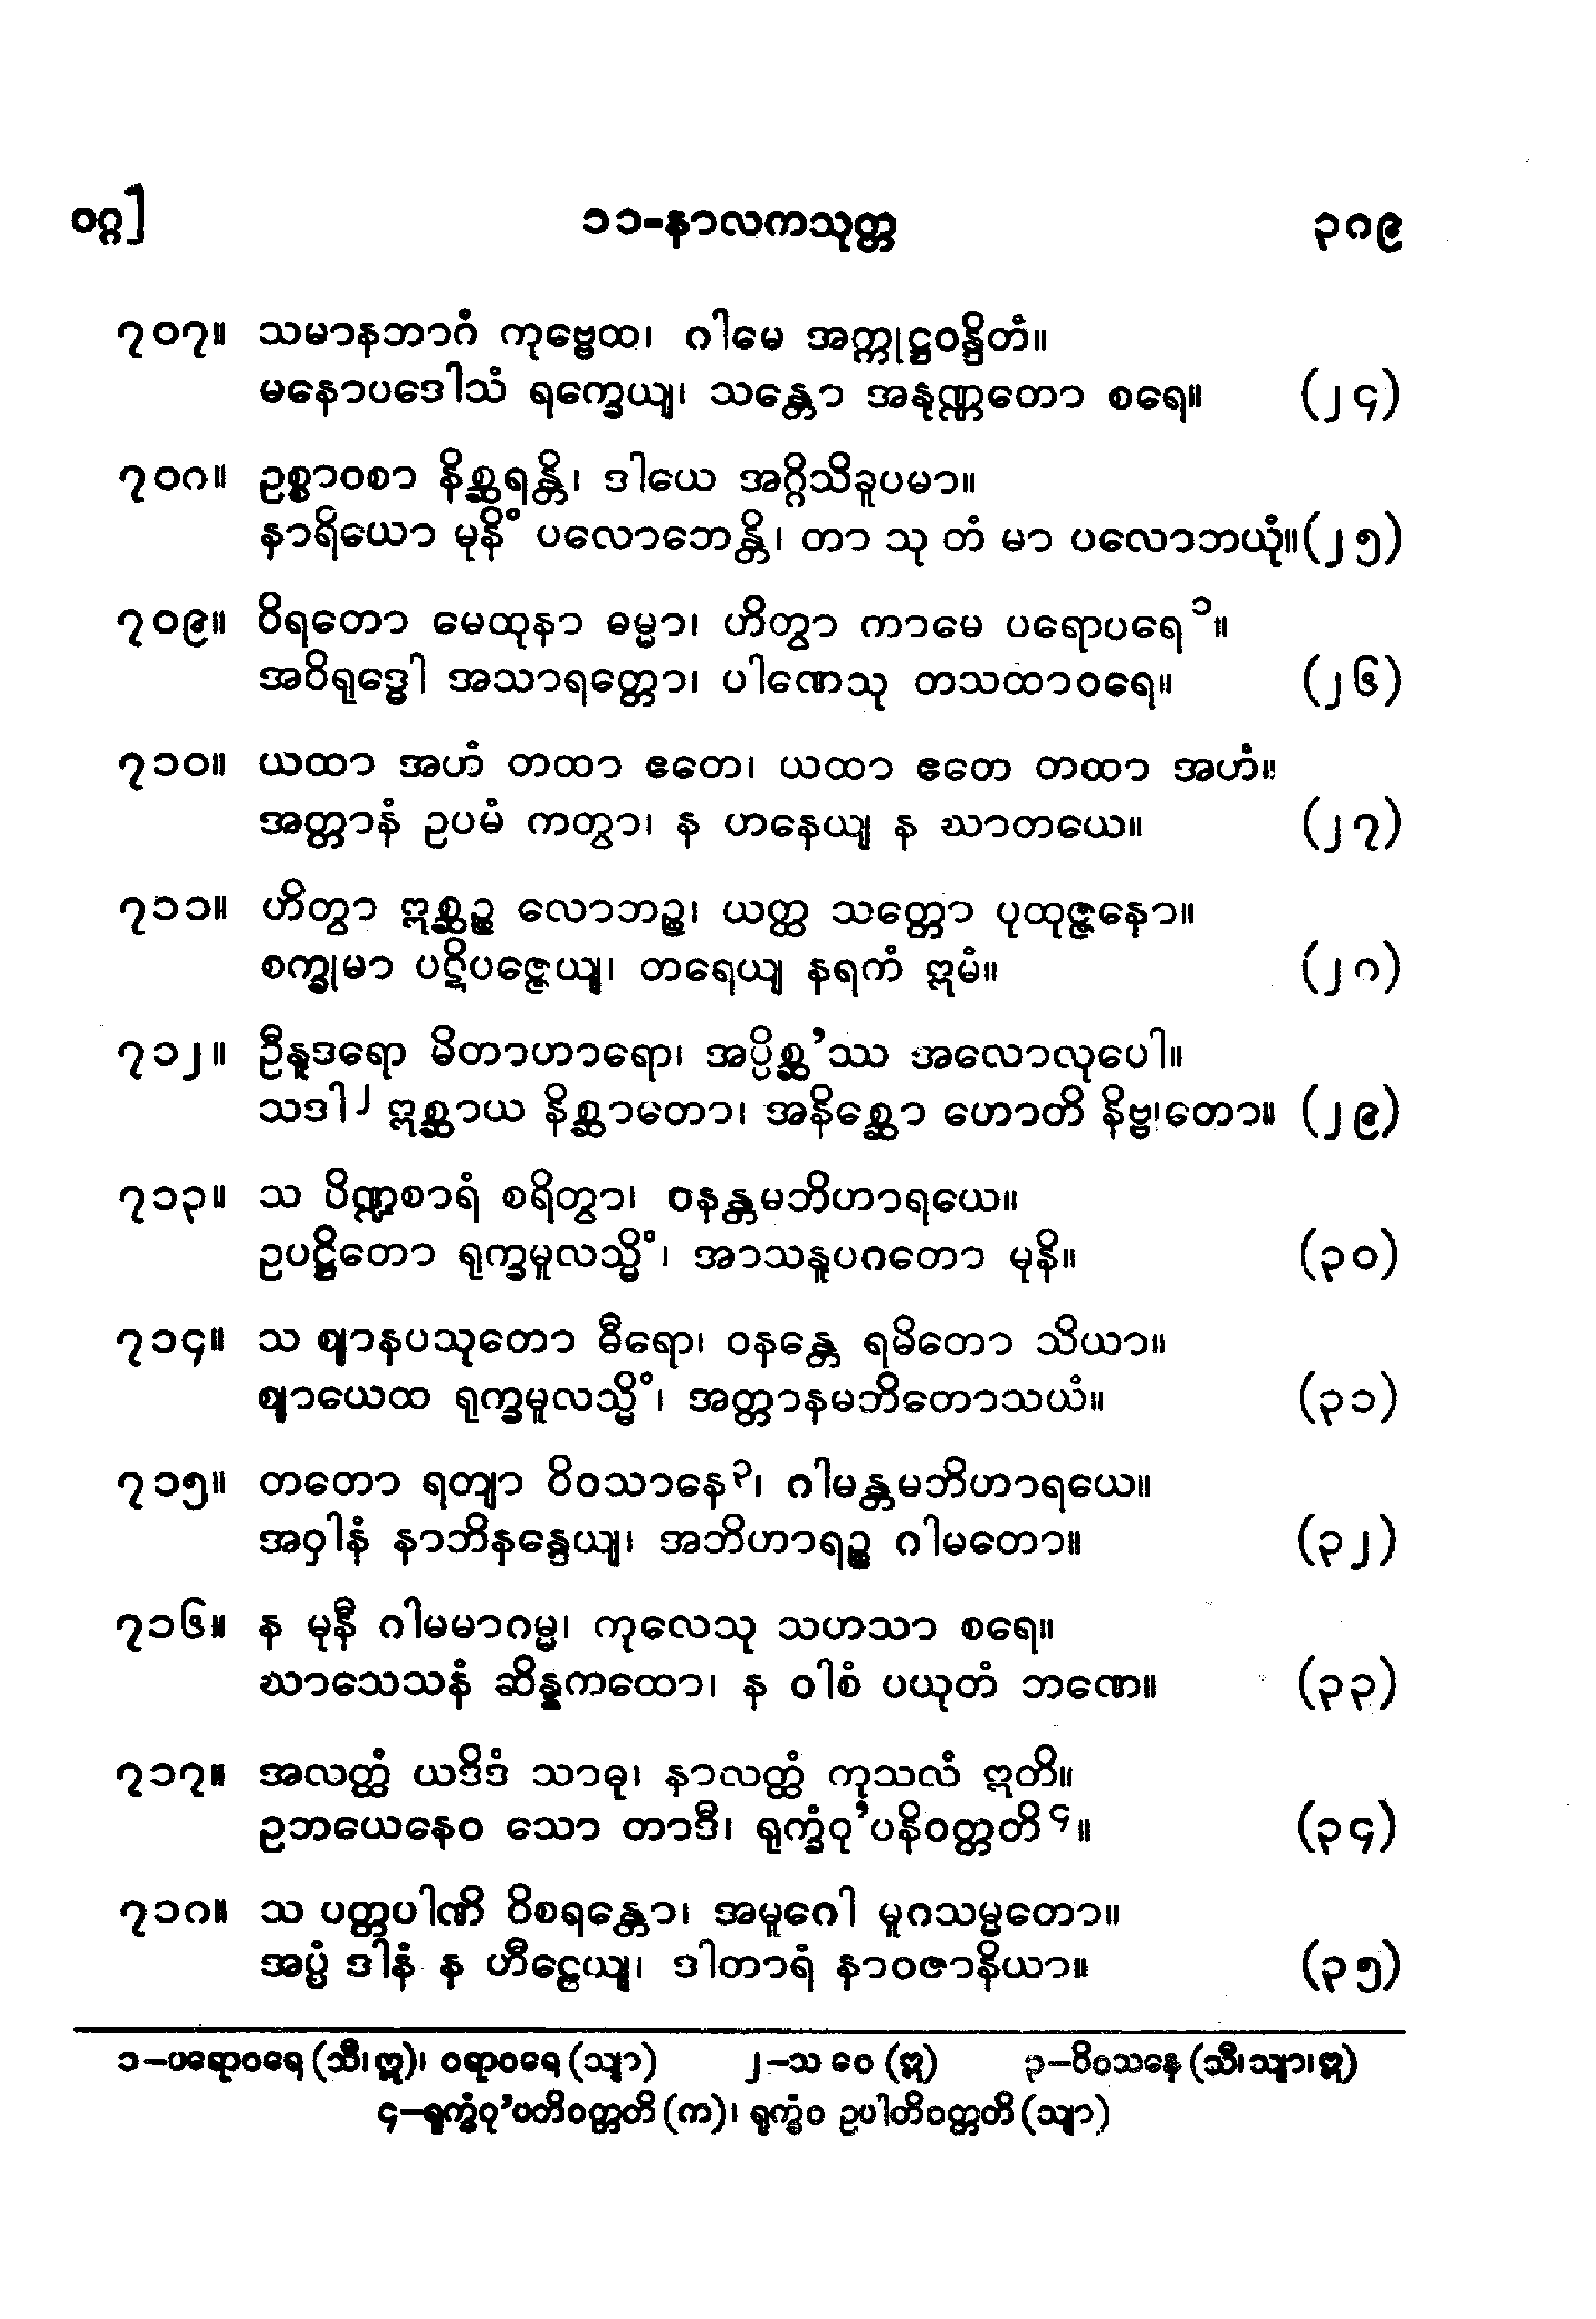 ဝဂ္ဂ] ၁၁-နာလကသုတ္တ ၃၀၉
၇၀၇။ သမာနဘာဂံ ကုဗ္ဗေထ၊ ဂါမေ အက္ကုဋ္ဌဝန္ဒိတံ။
မနောပဒေါသံ ရက္ခေယျ၊ သန္တော အနုဏ္ဏတော စရေ။ (၂၄)
၇၀၈။ ဥစ္စာဝစာ နိစ္ဆရန္တိ၊ ဒါယေ အဂ္ဂိသိခူပမာ။
နာရိယော မုနိံ ပလောဘေန္တိ၊ တာ သု တံ မာ ပလောဘယုံ။ (၂၅)
၇၀၉။ ဝိရတော မေထုနာ ဓမ္မာ၊ ဟိတွာ ကာမေ ပရောပရေ ၁။
အဝိရုဒ္ဓေါ အသာရတ္တော၊ ပါဏေသု တသထာဝရေ။ (၂၆)
၇၁၀။ ယထာ အဟံ တထာ ဧတေ၊ ယထာ ဧတေ တထာ အဟံ။
အတ္တာနံ ဥပမံ ကတွာ၊ န ဟနေယျ န ဃာတယေ။ (၂၇)
၇၁၁။ ဟိတွာ ဣစ္ဆဉ္စ လောဘဉ္စ၊ ယတ္ထ သတ္တော ပုထုဇ္ဇနော။
စက္ခုမာ ပဋိပဇ္ဇေယျ၊ တရေယျ နရကံ ဣမံ။ (၂၈)
၇၁၂။ ဦနူဒရော မိတာဟာရော၊ အပ္ပိစ္ဆ’ဿ အလောလုပေါ။
သဒါ ၂ ဣစ္ဆာယ နိစ္ဆာတော၊ အနိစ္ဆော ဟောတိ နိဗ္ဗုတော။ (၂၉)
၇၁၃။ သ ပိဏ္ဍစာရံ စရိတွာ၊ ဝနန္တမဘိဟာရယေ။
ဥပဋ္ဌိတော ရုက္ခမူလသ္မိံ၊ အာသနူပဂတော မုနိ။ (၃၀)
၇၁၄။ သ ဈာနပသုတော ဓီရော၊ ဝနန္တေ ရမိတော သိယာ။
ဈာယေထ ရုက္ခမူလသ္မိံ၊ အတ္တာနမဘိတောသယံ။ (၃၁)
၇၁၅။ တတော ရတျာ ဝိဝသာနေ ၃၊ ဂါမန္တမဘိဟာရယေ။
အဝှါနံ နာဘိနန္ဒေယျ၊ အဘိဟာရဉ္စ ဂါမတော။ (၃၂)
၇၁၆။ န မုနီ ဂါမမာဂမ္မ၊ ကုလေသု သဟသာ စရေ။
ဃာသေသနံ ဆိန္နကထော၊ န ဝါစံ ပယုတံ ဘဏေ။ (၃၃)
၇၁၇။ အလတ္ထံ ယဒိဒံ သာဓု၊ နာလတ္ထံ ကုသလံ ဣတိ။
ဥဘယေနေဝ သော တာဒီ၊ ရုက္ခံဝု’ပနိဝတ္တတိ ၄။ (၃၄)
၇၁၈။ သ ပတ္တပါဏိ ဝိစရန္တော၊ အမူဂေါ မူဂသမ္မတော။
အပ္ပံ ဒါနံ န ဟီဠေယျ၊ ဒါတာရံ နာဝဇာနိယာ။ (၃၅)
၁-ပရောဝရေ (သီ၊ဣ)၊ ဝရာဝရေ (သျာ) ၂-သ ဝေ (ဣ) ၃-ဝိဝသနေ (သီ၊သျာ၊ဣ)
၄-ရုက္ခံဝု’ပတိဝတ္တတိ (က)၊ ရုက္ခံဝ ဥပါတိဝတ္တတိ (သျာ)